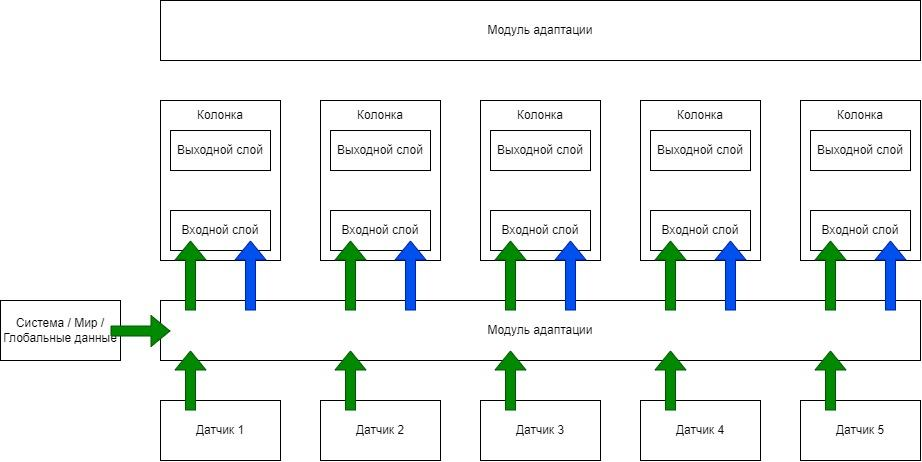 Модуль адаптации
Колонка Колонка Колонка Колонка Колонка
Выходной слой Выходной слой Выходной слой Выходной слой Выходной слой
Входной слой Входной слой Входной слой Входной слой Входной слой
Система / Мир /
Глобальные данные
Модуль адаптации
Датчик 1 Датчик 2 Датчик 3 Датчик 4 Датчик 5